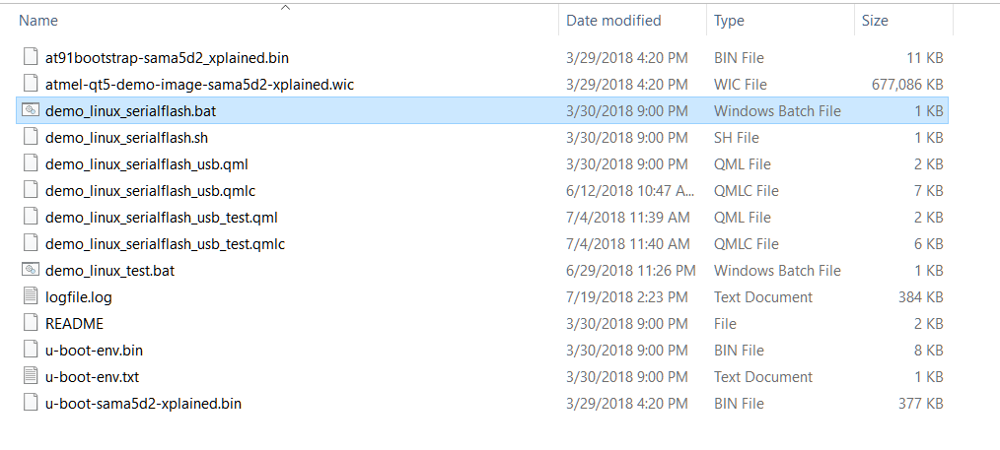 Name Date modified Type Size
at91bootstrap-sama5d2_xplained.bin 3/29/2018 4:20 PM BIN File 11 KB
atmel-qt5-demo-image-sama5d2-xplained.wic 3/29/2018 4:20 PM WIC File 677,086 KB
demo_linux_serialflash.bat 3/30/2018 9:00 PM Windows Batch File 1 KB
demo_linux_serialflash.sh 3/30/2018 9:00 PM SH File 1 KB
demo_linux_serialflash_usb.qml 3/30/2018 9:00 PM QML File 2 KB
demo_linux_serialflash_usb.qmlc 6/12/2018 10:47 A... QMLC File 7 KB
demo_linux_serialflash_usb_test.qml 7/4/2018 11:39 AM QML File 2 KB
demo_linux_serialflash_usb_test.qmlc 7/4/2018 11:40 AM QMLC File 6 KB
demo_linux_test.bat 6/29/2018 11:26 PM Windows Batch File 1 KB
logfile.log 7/19/2018 2:23 PM Text Document 384 KB
README 3/30/2018 9:00 PM File 2 KB
u-boot-env.bin 3/30/2018 9:00 PM BIN File 8 KB
u-boot-env.txt 3/30/2018 9:00 PM Text Document 1 KB
u-boot-sama5d2-xplained.bin 3/29/2018 4:20 PM BIN File 377 KB